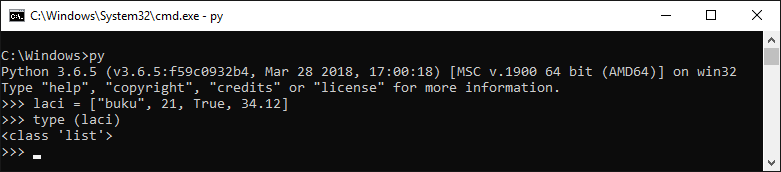 C:\Windows\System32\cmd.exe - py
C:\Windows>py
Python 3.6.5 (v3.6.5:f59c0932b4, Mar 28 2018, 17:00:18) [MSC v.1900 64 bit (AMD64)] on win32
Type "help", "copyright", "credits" or "license" for more information.
>>> laci = ["buku", 21, True, 34.12]
>>> type (laci)
<class 'list'>
>>>